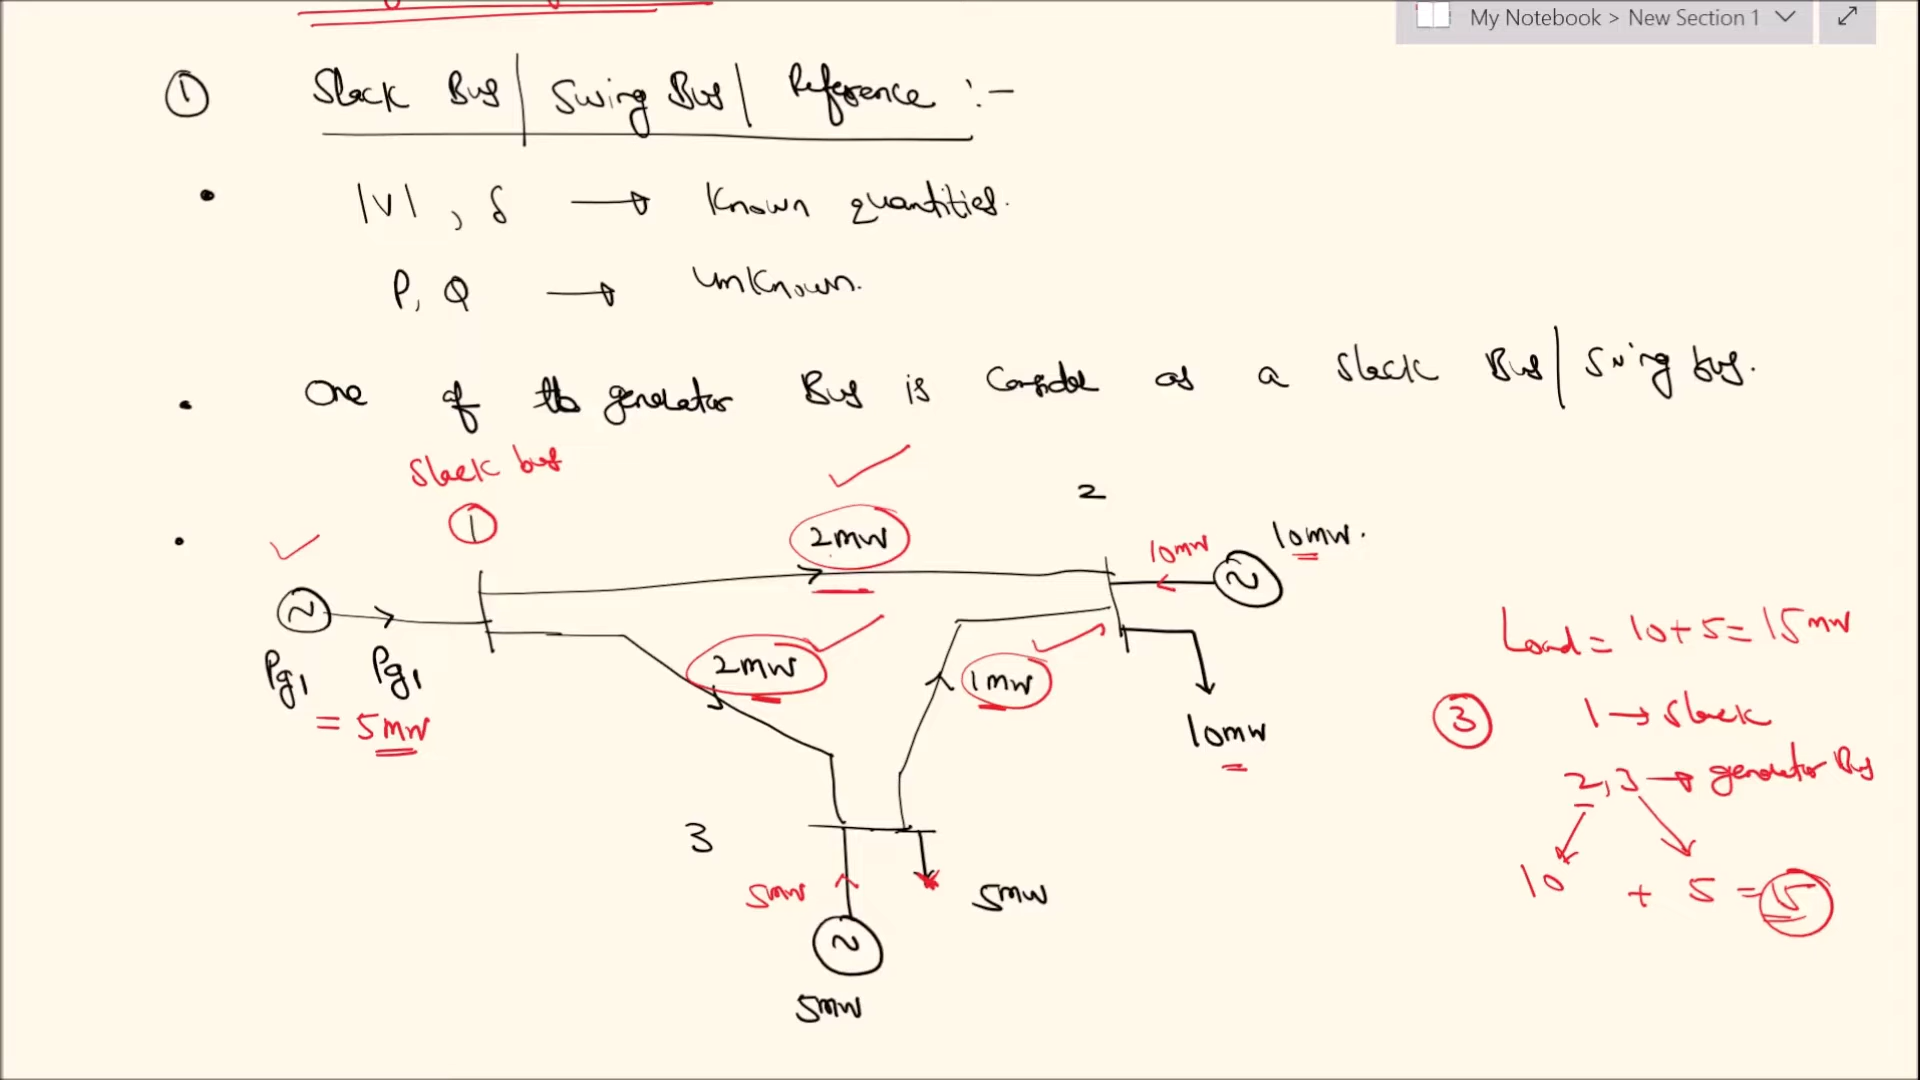 My Notebook > New Section 1
① Slack Bus | Swing Bus | Reference :-
• |V| , δ → Known quantities.
P, Q → unknown.
• One of the generator Bus is Consider as a Slack Bus | Swing bus.
Slack bus
①
2
•
2mw
10mw
10mw.
~
~
Pg1
Pg1
= 5mw
2mw
1mw
10mw
Load = 10+5 = 15mw
③ 1 → Slack
2,3 → generator Bus
10 + 5 = 15
3
5mw
5mw
~
5mw